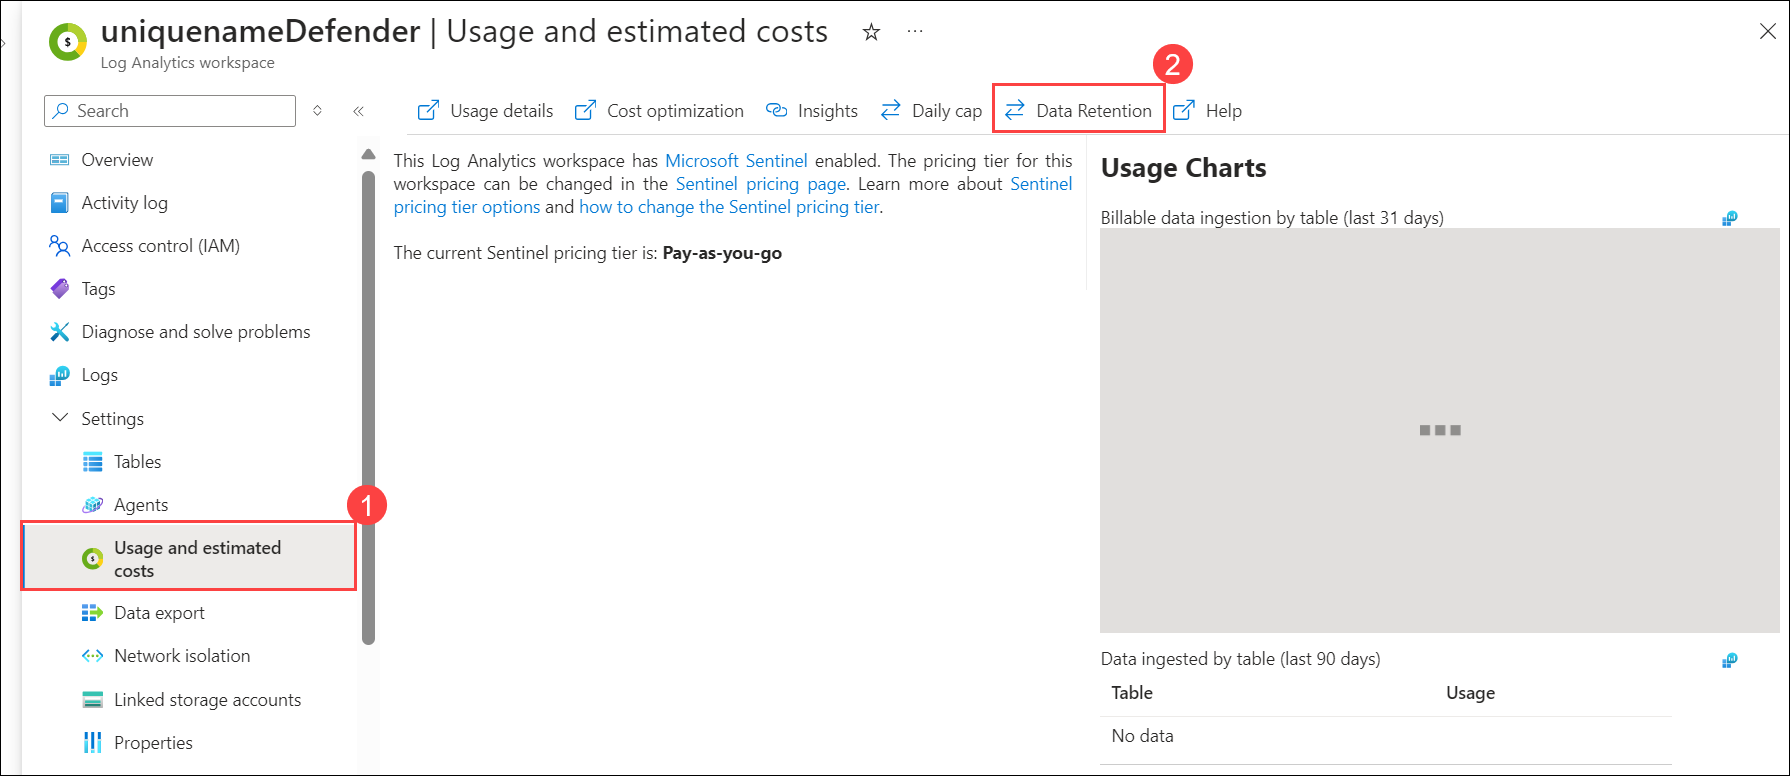 uniquenameDefender | Usage and estimated costs
Log Analytics workspace
2
Search
Usage details
Cost optimization
Insights
Daily cap
Data Retention
Help
Overview
Activity log
Access control (IAM)
Tags
Diagnose and solve problems
Logs
Settings
Tables
Agents
1
Usage and estimated
costs
Data export
Network isolation
Linked storage accounts
Properties
This Log Analytics workspace has Microsoft Sentinel enabled. The pricing tier for this
workspace can be changed in the Sentinel pricing page. Learn more about Sentinel
pricing tier options and how to change the Sentinel pricing tier.
The current Sentinel pricing tier is: Pay-as-you-go
Usage Charts
Billable data ingestion by table (last 31 days)
Data ingested by table (last 90 days)
Table Usage
No data